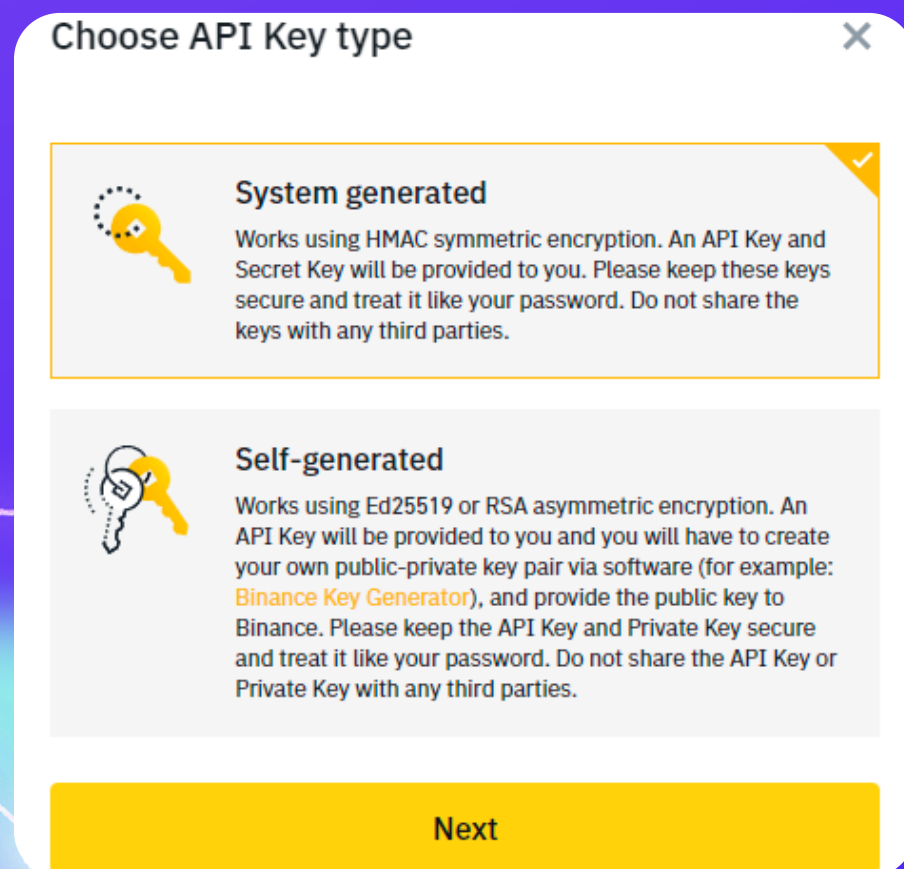 Choose API Key type
System generated
Works using HMAC symmetric encryption. An API Key and
Secret Key will be provided to you. Please keep these keys
secure and treat it like your password. Do not share the
keys with any third parties.
Self-generated
Works using Ed25519 or RSA asymmetric encryption. An
API Key will be provided to you and you will have to create
your own public-private key pair via software (for example:
Binance Key Generator), and provide the public key to
Binance. Please keep the API Key and Private Key secure
and treat it like your password. Do not share the API Key or
Private Key with any third parties.
Next